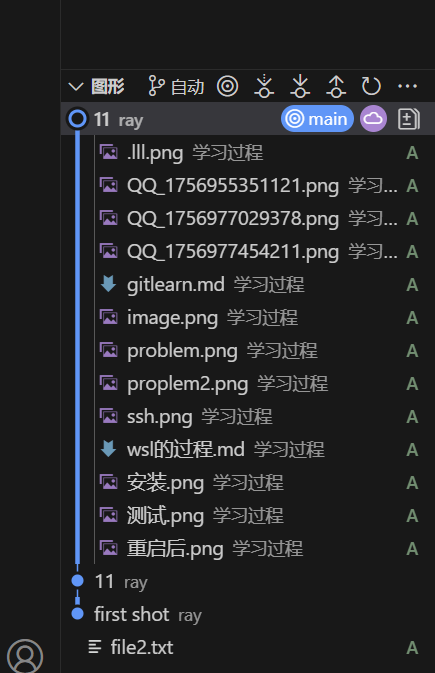 图形 自动
11 ray main
.lll.png 学习过程 A
QQ_1756955351121.png 学习... A
QQ_1756977029378.png 学习... A
QQ_1756977454211.png 学习... A
gitlearn.md 学习过程 A
image.png 学习过程 A
problem.png 学习过程 A
proplem2.png 学习过程 A
ssh.png 学习过程 A
wsl的过程.md 学习过程 A
安装.png 学习过程 A
测试.png 学习过程 A
重启后.png 学习过程 A
11 ray
first shot ray
file2.txt A